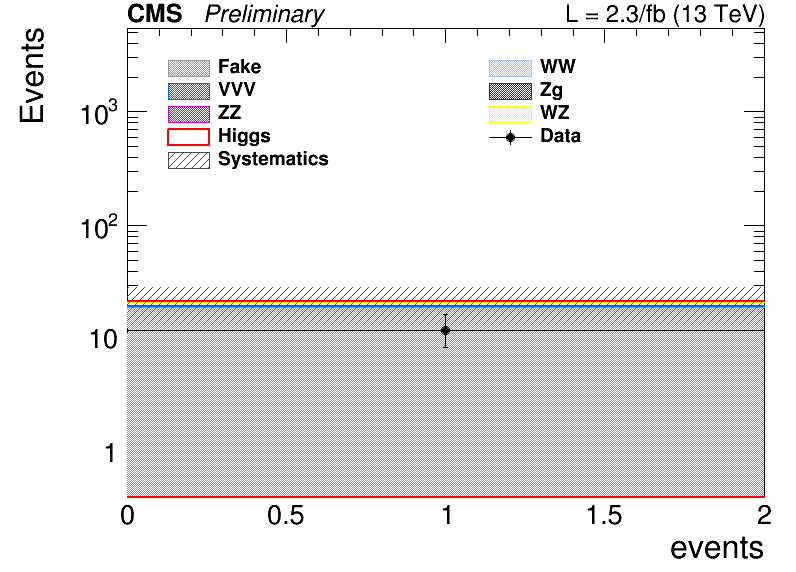 CMS Preliminary L = 2.3/fb (13 TeV)
Events
Fake WW
VVV Zg
ZZ WZ
Higgs Data
Systematics
10³
10²
10
1
0 0.5 1 1.5 2
events